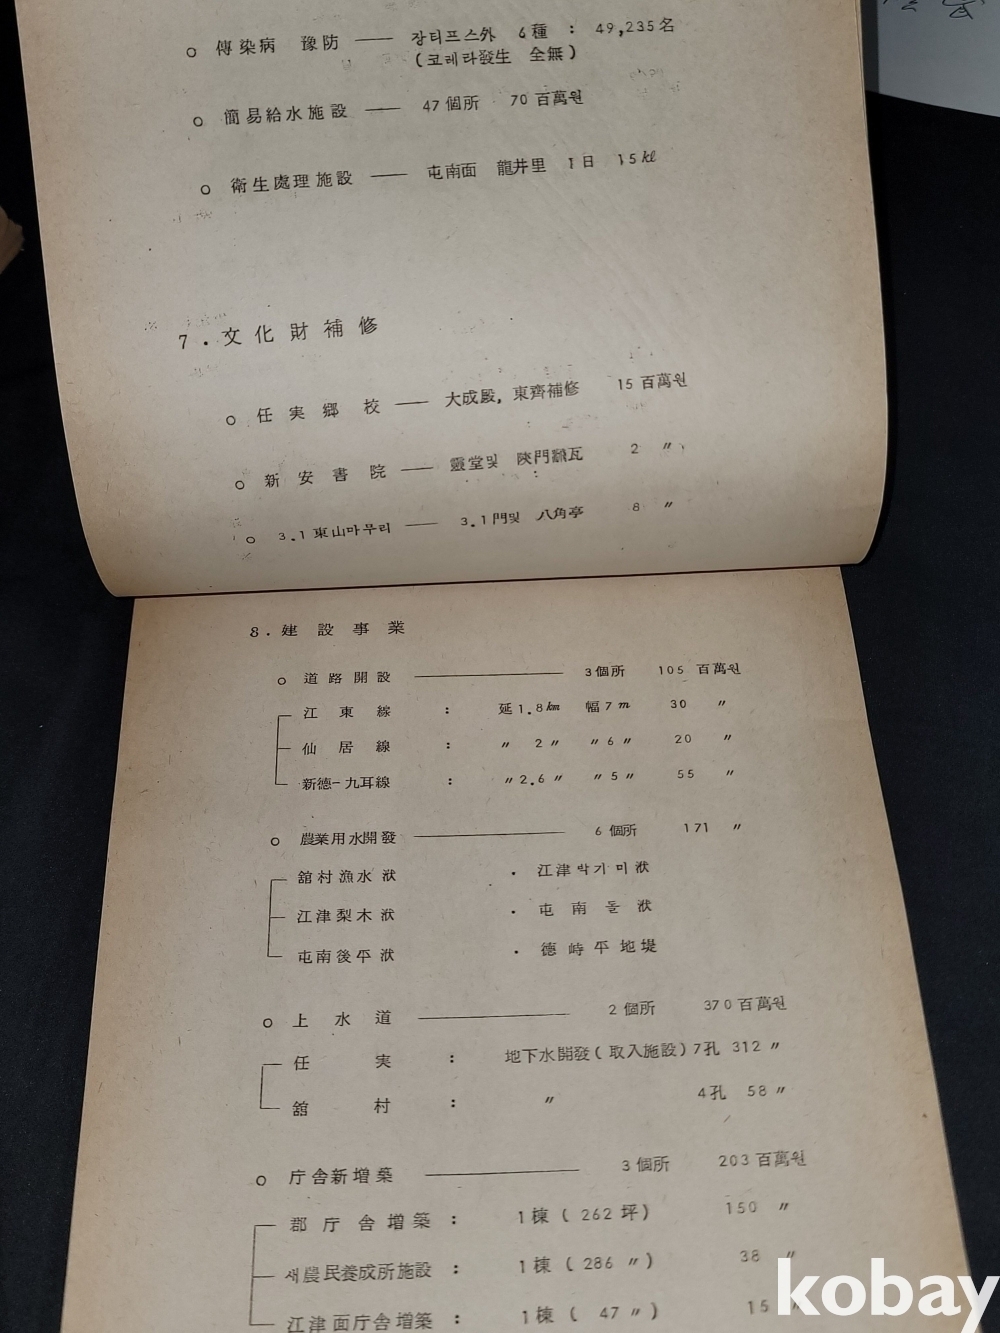 ○ 傳染病 豫防 —— 장티프스外 6種 : 49,235名
(코레라發生 全無)
○ 簡易給水施設 —— 47個所 70百萬원
○ 衛生處理施設 —— 屯南面 龍井里 1日 15㎘
7. 文化財補修
○ 任実鄕校 —— 大成殿, 東齊補修 15百萬원
○ 新安書院 —— 靈堂및 門瓦 2 〃
○ 3.1東山마무리 —— 3.1門및 八角亭 8 〃
8. 建設事業
○ 道路開設 —— 3個所 105百萬원
江東線 : 延1.8㎞ 幅7m 30 〃
仙居線 : 〃 2 〃 〃 6 〃 20 〃
新德-九耳線 : 〃 2.6 〃 〃 5 〃 55 〃
○ 農業用水開發 —— 6個所 171 〃
舘村漁水洑 · 江津박기미洑
江津梨木洑 · 屯南돌洑
屯南後平洑 · 德峙平地堤
○ 上水道 —— 2個所 370百萬원
任実 : 地下水開發(取入施設)7孔 312 〃
舘村 : 〃 4孔 58 〃
○ 庁舎新增築 —— 3個所 203百萬원
郡庁舎增築 : 1棟(262坪) 150 〃
새農民養成所施設 : 1棟(286 〃) 38 〃
江津面庁舎增築 : 1棟( 47 〃) 15 〃
kobay